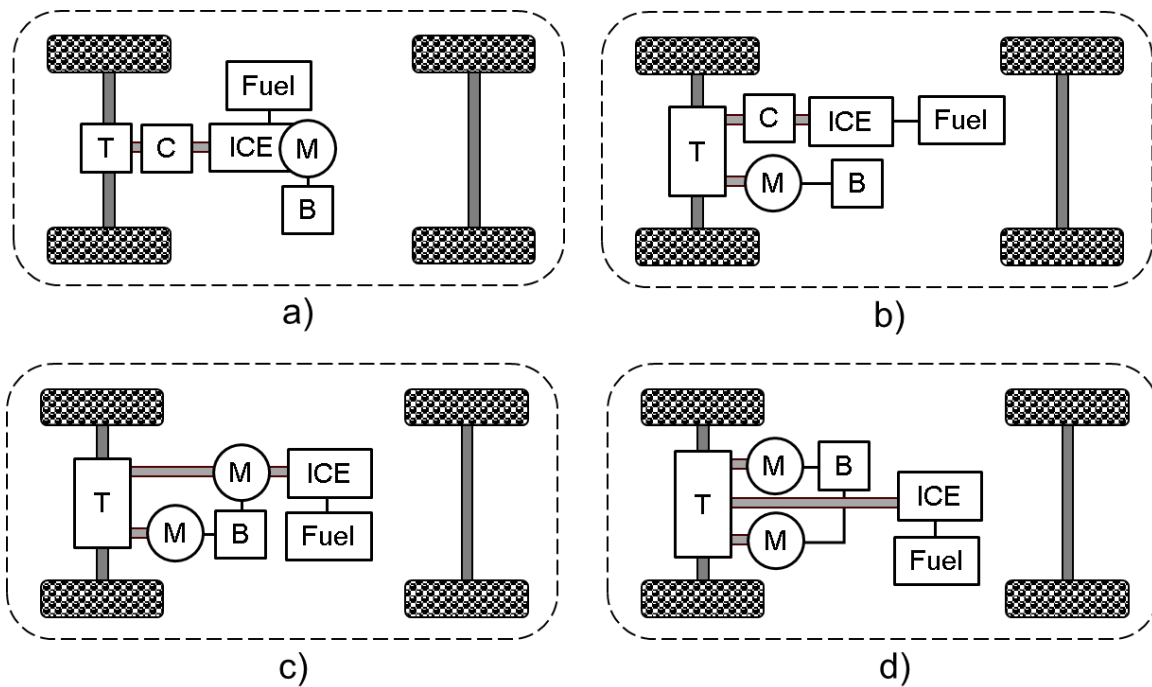 Fuel
T C ICE M
B
a)
C ICE Fuel
T
M B
b)
M ICE
T
M B Fuel
c)
M B
T ICE
M Fuel
d)